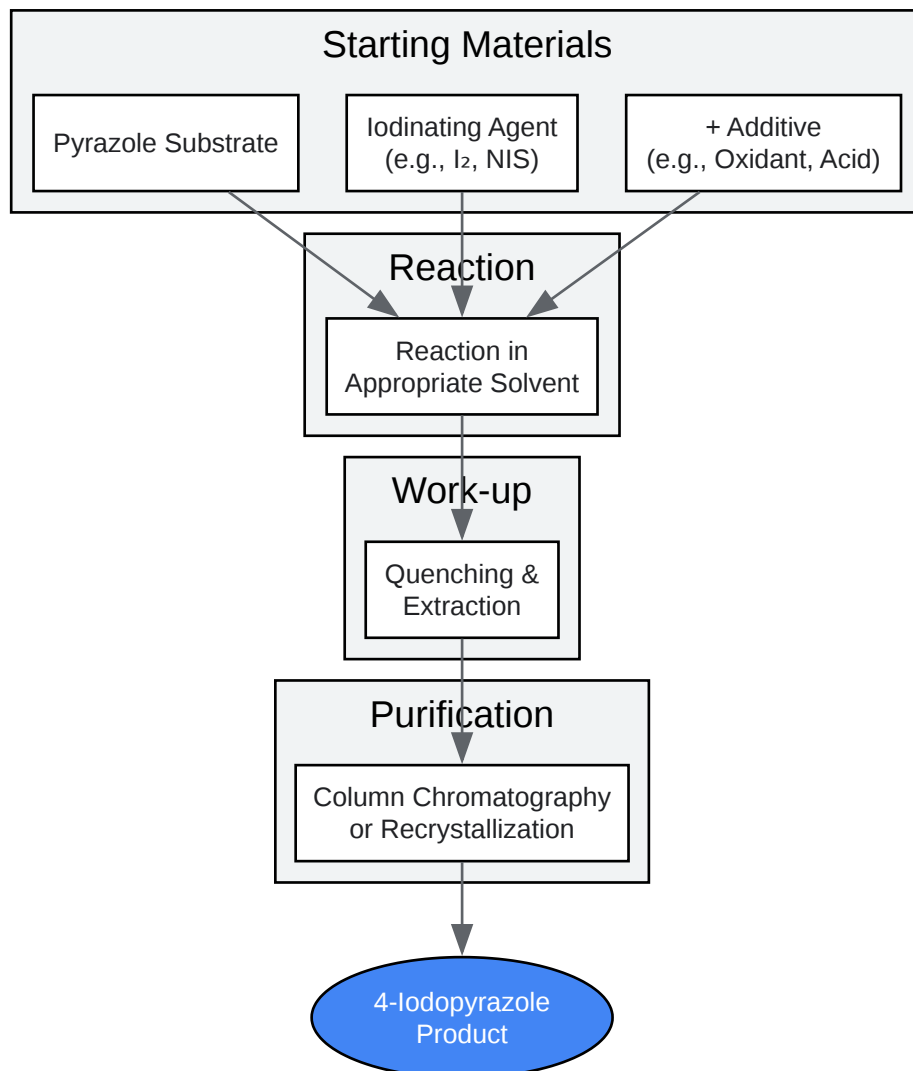 Starting Materials
Pyrazole Substrate
Iodinating Agent
(e.g., I₂, NIS)
+ Additive
(e.g., Oxidant, Acid)
Reaction
Reaction in
Appropriate Solvent
Work-up
Quenching &
Extraction
Purification
Column Chromatography
or Recrystallization
4-Iodopyrazole
Product